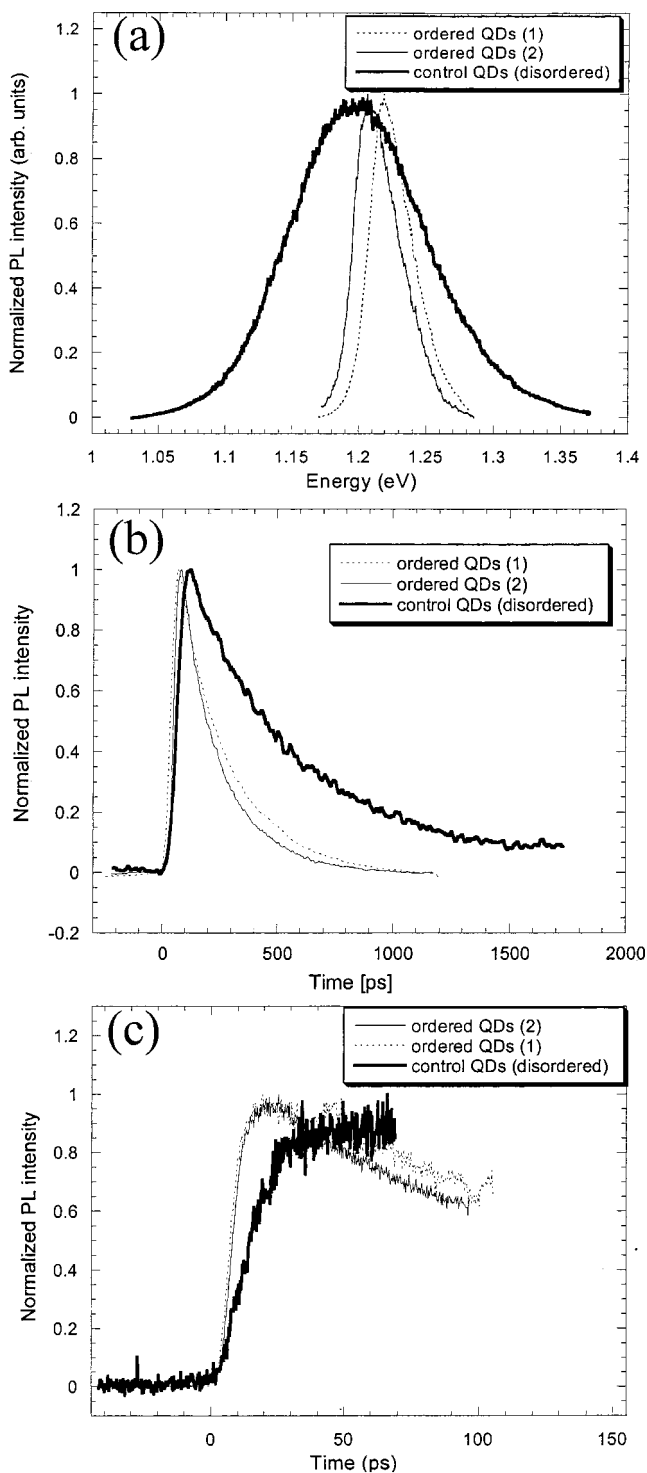 (a)
ordered QDs (1)
ordered QDs (2)
control QDs (disordered)
Normalized PL intensity (arb. units)
1.2
1
0.8
0.6
0.4
0.2
0
1 1.05 1.1 1.15 1.2 1.25 1.3 1.35 1.4
Energy (eV)
(b)
ordered QDs (1)
ordered QDs (2)
control QDs (disordered)
Normalized PL intensity
1.2
1
0.8
0.6
0.4
0.2
0
-0.2
0 500 1000 1500 2000
Time [ps]
(c)
ordered QDs (2)
ordered QDs (1)
control QDs (disordered)
Normalized PL intensity
1.2
1
0.8
0.6
0.4
0.2
0
0 50 100 150
Time (ps)